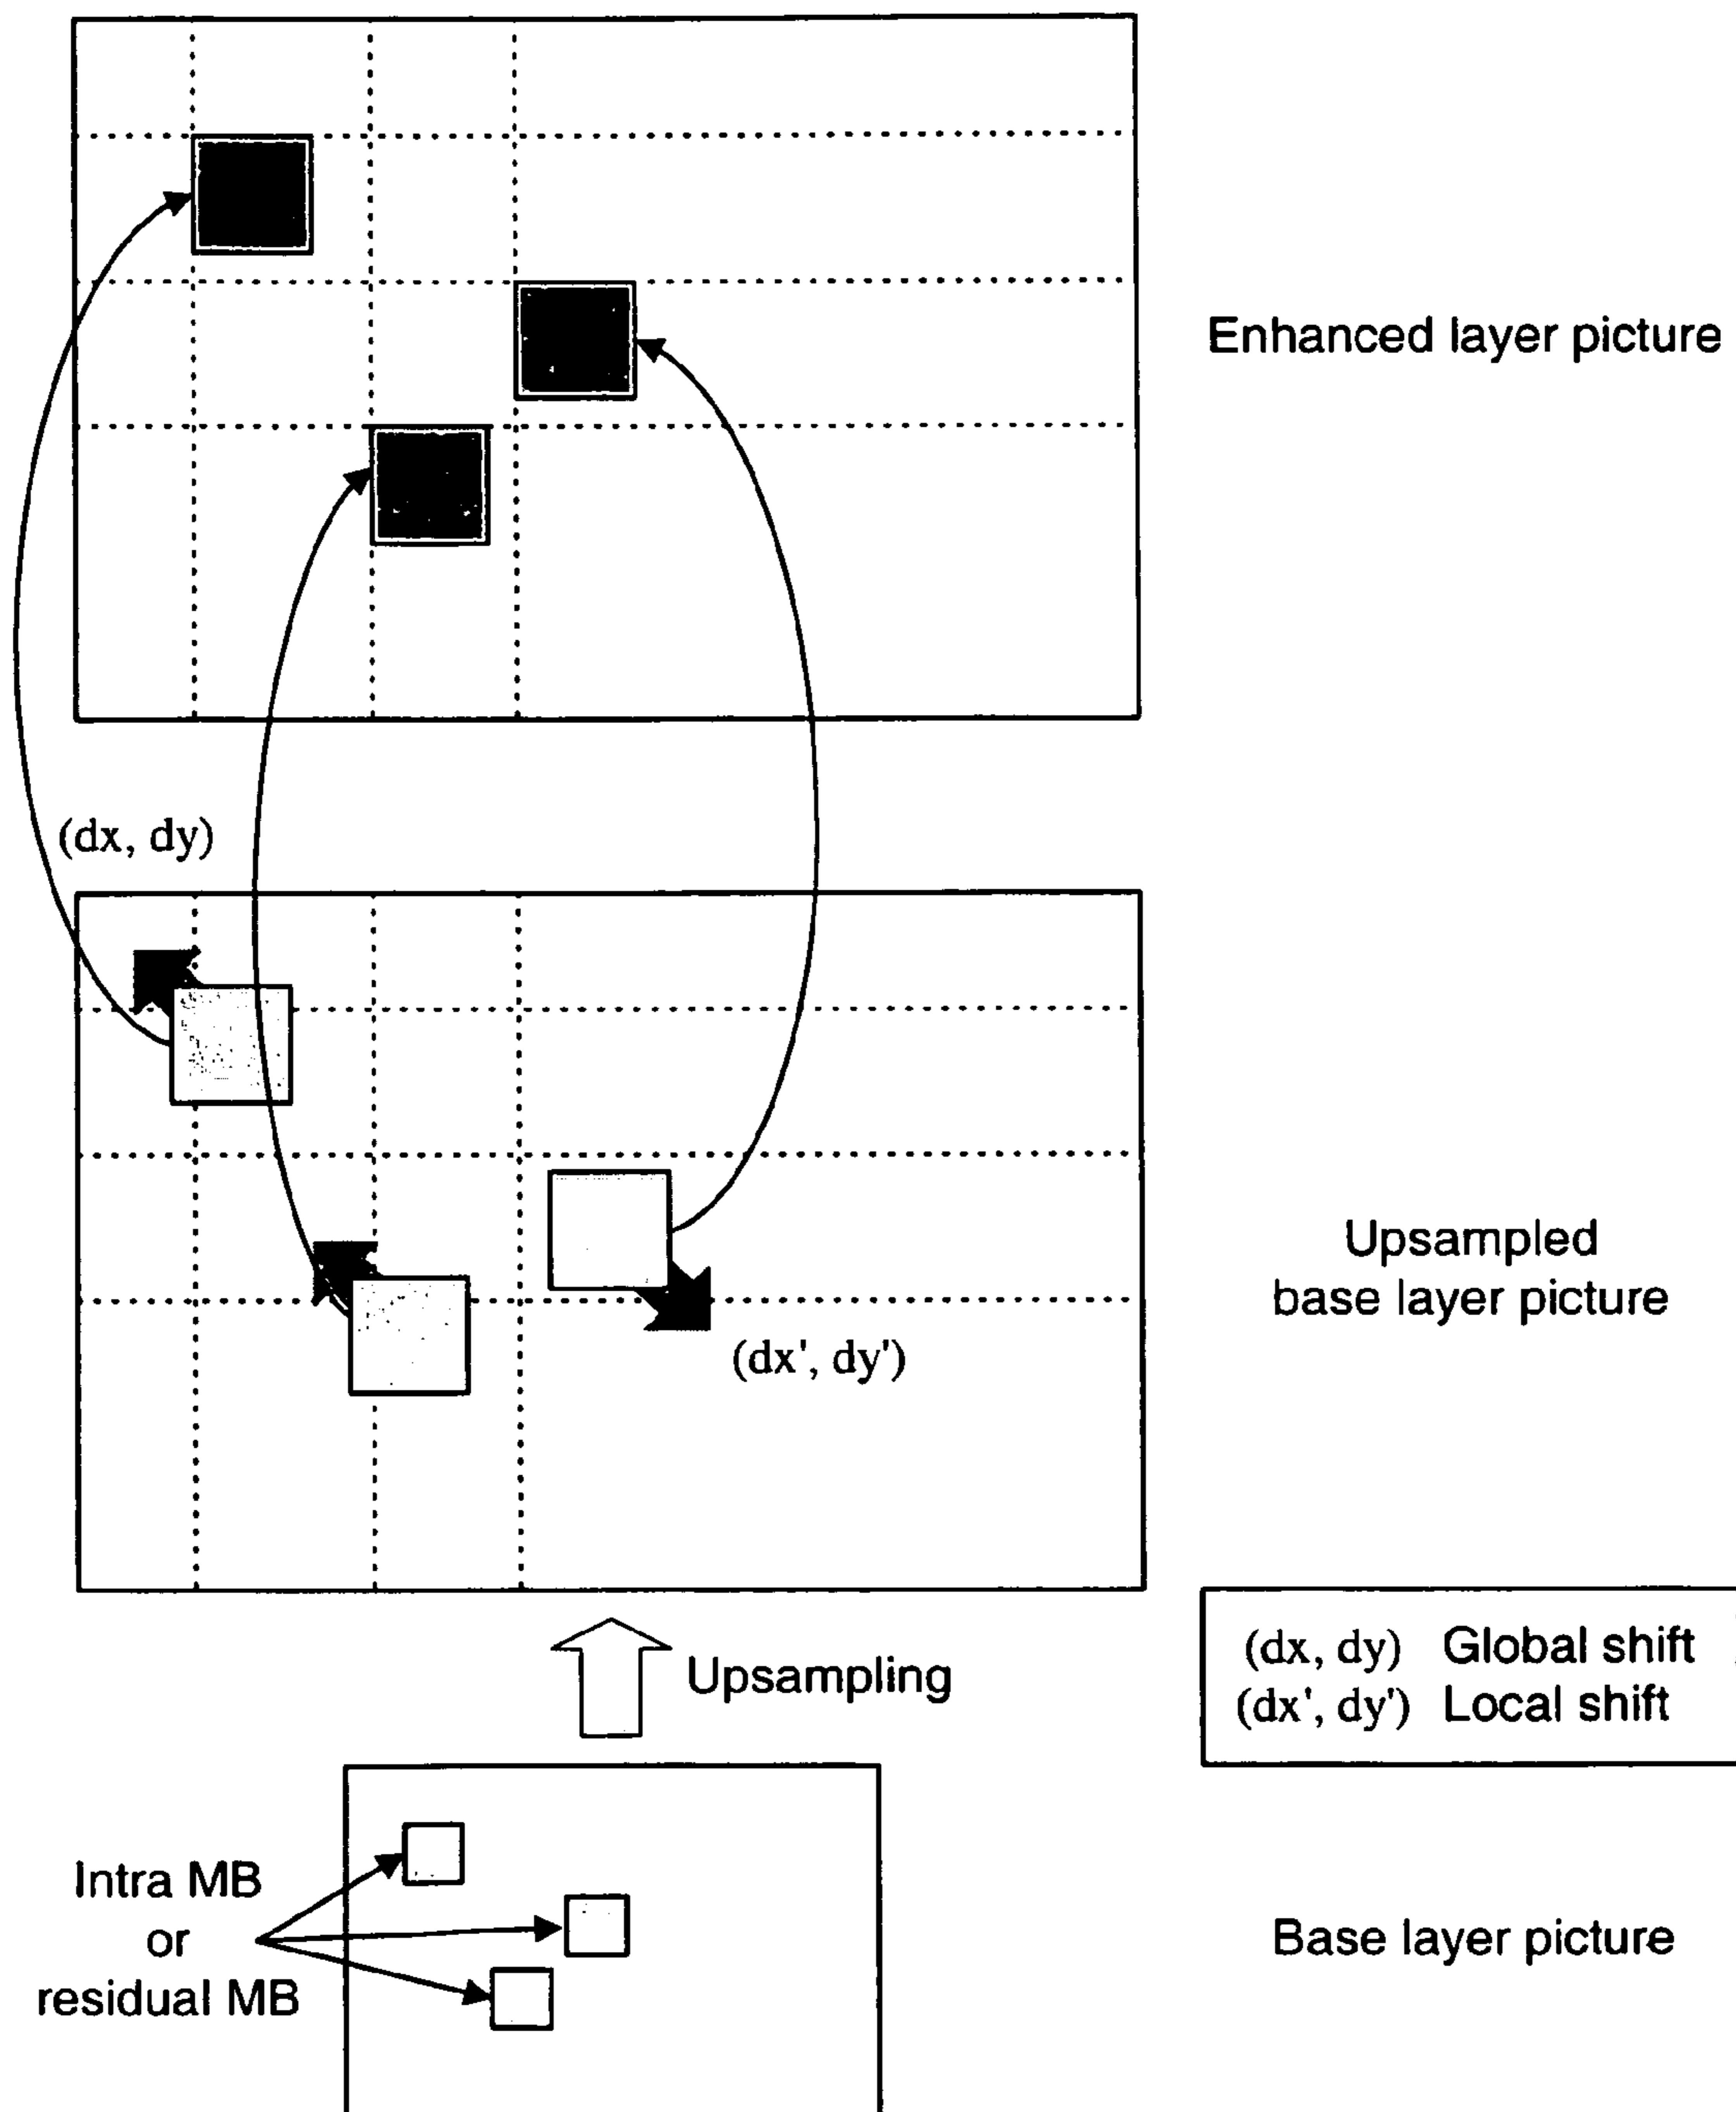 Enhanced layer picture
(dx, dy)
Upsampled
base layer picture
(dx', dy')
Upsampling
(dx, dy) Global shift
(dx', dy') Local shift
Intra MB
or
residual MB
Base layer picture